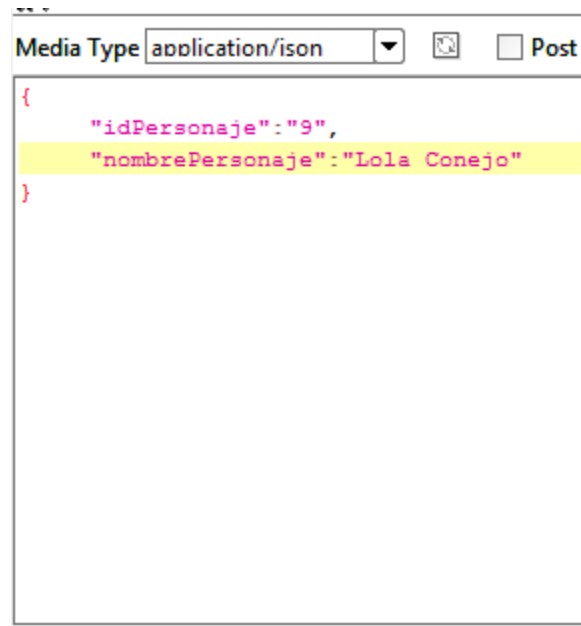 Media Type application/json Post
{
"idPersonaje":"9",
"nombrePersonaje":"Lola Conejo"
}